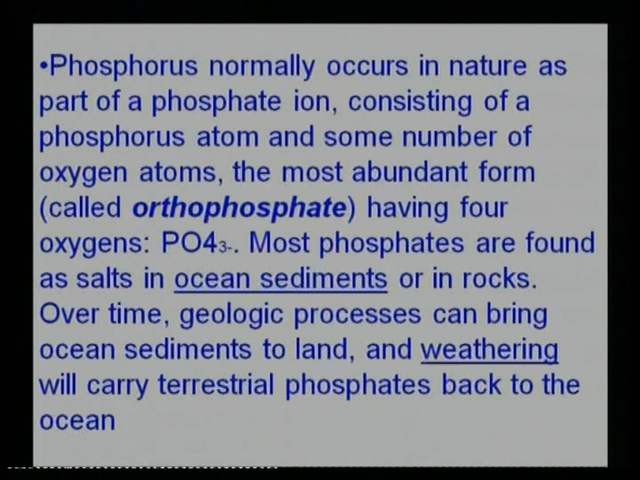 •Phosphorus normally occurs in nature as
part of a phosphate ion, consisting of a
phosphorus atom and some number of
oxygen atoms, the most abundant form
(called orthophosphate) having four
oxygens: PO43-. Most phosphates are found
as salts in ocean sediments or in rocks.
Over time, geologic processes can bring
ocean sediments to land, and weathering
will carry terrestrial phosphates back to the
ocean